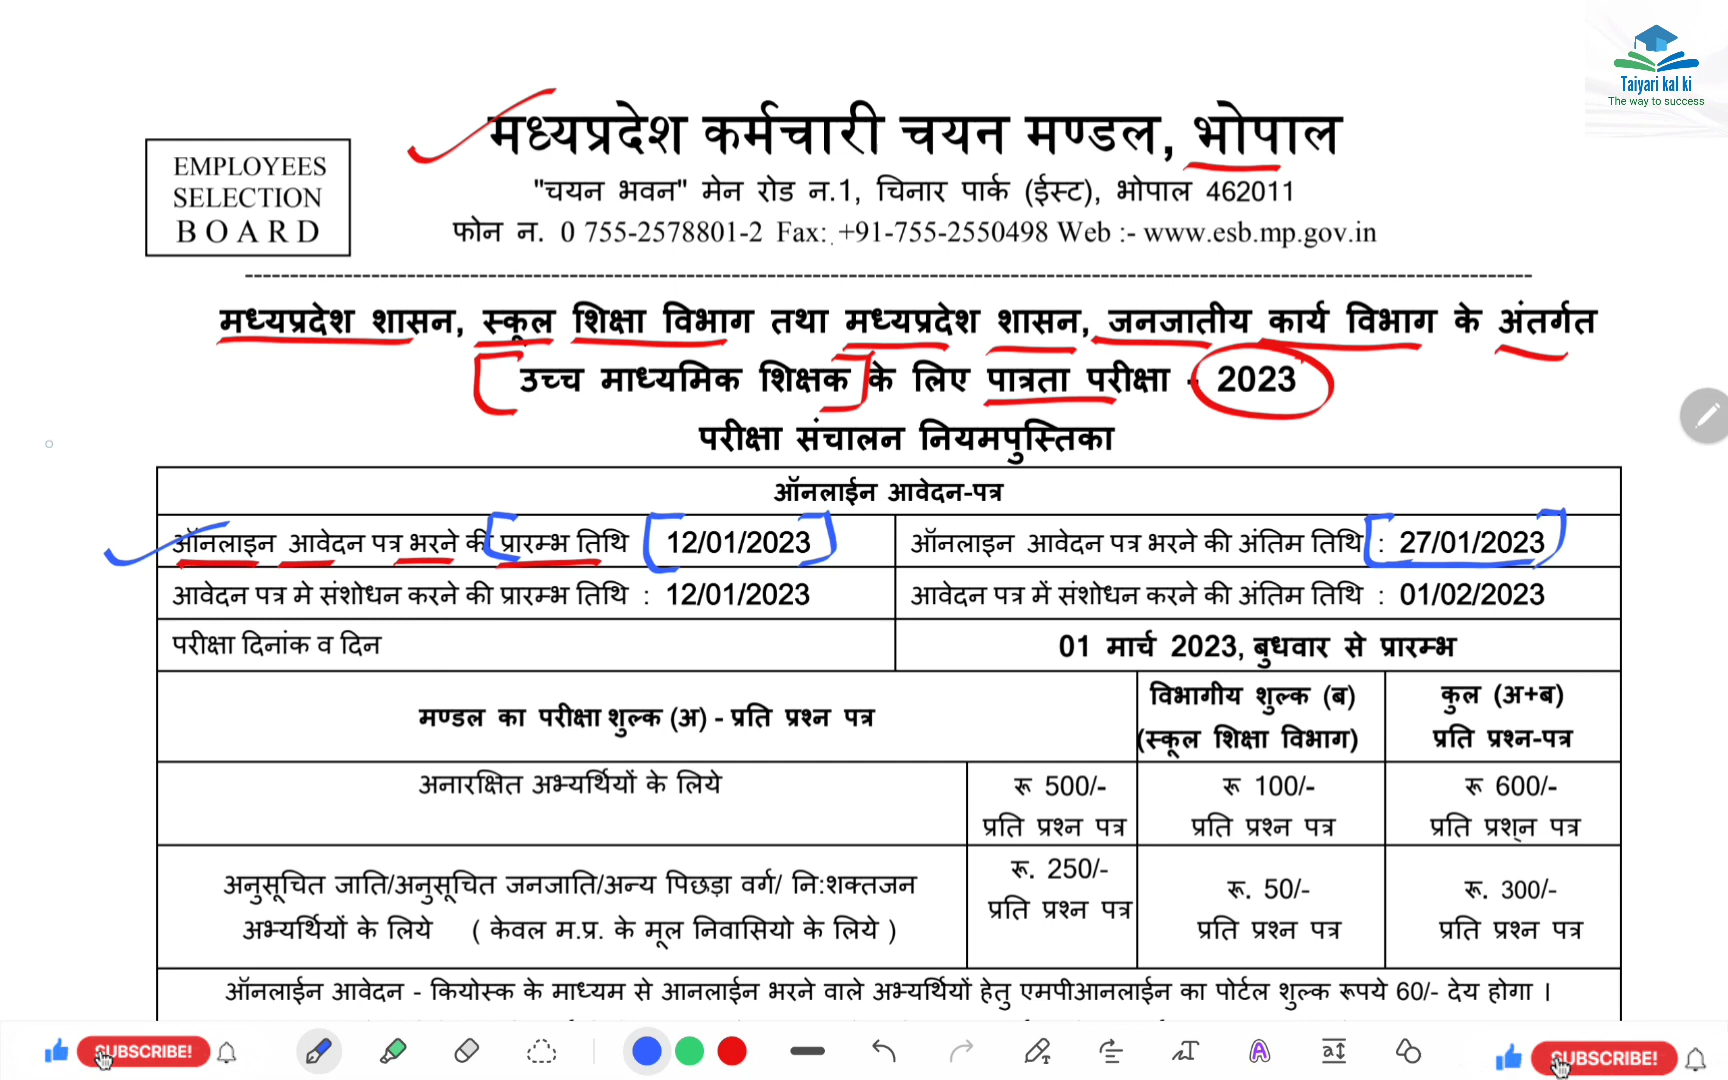 Taiyari kal ki
The way to success
EMPLOYEES
SELECTION
BOARD
मध्यप्रदेश कर्मचारी चयन मण्डल, भोपाल
"चयन भवन" मेन रोड न.1, चिनार पार्क (ईस्ट), भोपाल 462011
फोन न. 0 755-2578801-2 Fax: +91-755-2550498 Web :- www.esb.mp.gov.in
मध्यप्रदेश शासन, स्कूल शिक्षा विभाग तथा मध्यप्रदेश शासन, जनजातीय कार्य विभाग के अंतर्गत
उच्च माध्यमिक शिक्षक के लिए पात्रता परीक्षा - 2023
परीक्षा संचालन नियमपुस्तिका
ऑनलाईन आवेदन-पत्र
ऑनलाइन आवेदन पत्र भरने की प्रारम्भ तिथि 12/01/2023
ऑनलाइन आवेदन पत्र भरने की अंतिम तिथि : 27/01/2023
आवेदन पत्र मे संशोधन करने की प्रारम्भ तिथि : 12/01/2023
आवेदन पत्र में संशोधन करने की अंतिम तिथि : 01/02/2023
परीक्षा दिनांक व दिन
01 मार्च 2023, बुधवार से प्रारम्भ
मण्डल का परीक्षा शुल्क (अ) - प्रति प्रश्न पत्र
विभागीय शुल्क (ब)
(स्कूल शिक्षा विभाग)
कुल (अ+ब)
प्रति प्रश्न-पत्र
अनारक्षित अभ्यर्थियों के लिये
रू 500/-
प्रति प्रश्न पत्र
रू 100/-
प्रति प्रश्न पत्र
रू 600/-
प्रति प्रश्न पत्र
अनुसूचित जाति/अनुसूचित जनजाति/अन्य पिछड़ा वर्ग/ नि:शक्तजन
अभ्यर्थियों के लिये ( केवल म.प्र. के मूल निवासियो के लिये )
रू. 250/-
प्रति प्रश्न पत्र
रू. 50/-
प्रति प्रश्न पत्र
रू. 300/-
प्रति प्रश्न पत्र
ऑनलाईन आवेदन - कियोस्क के माध्यम से आनलाईन भरने वाले अभ्यर्थियों हेतु एमपीआनलाईन का पोर्टल शुल्क रूपये 60/- देय होगा ।
SUBSCRIBE!
SUBSCRIBE!